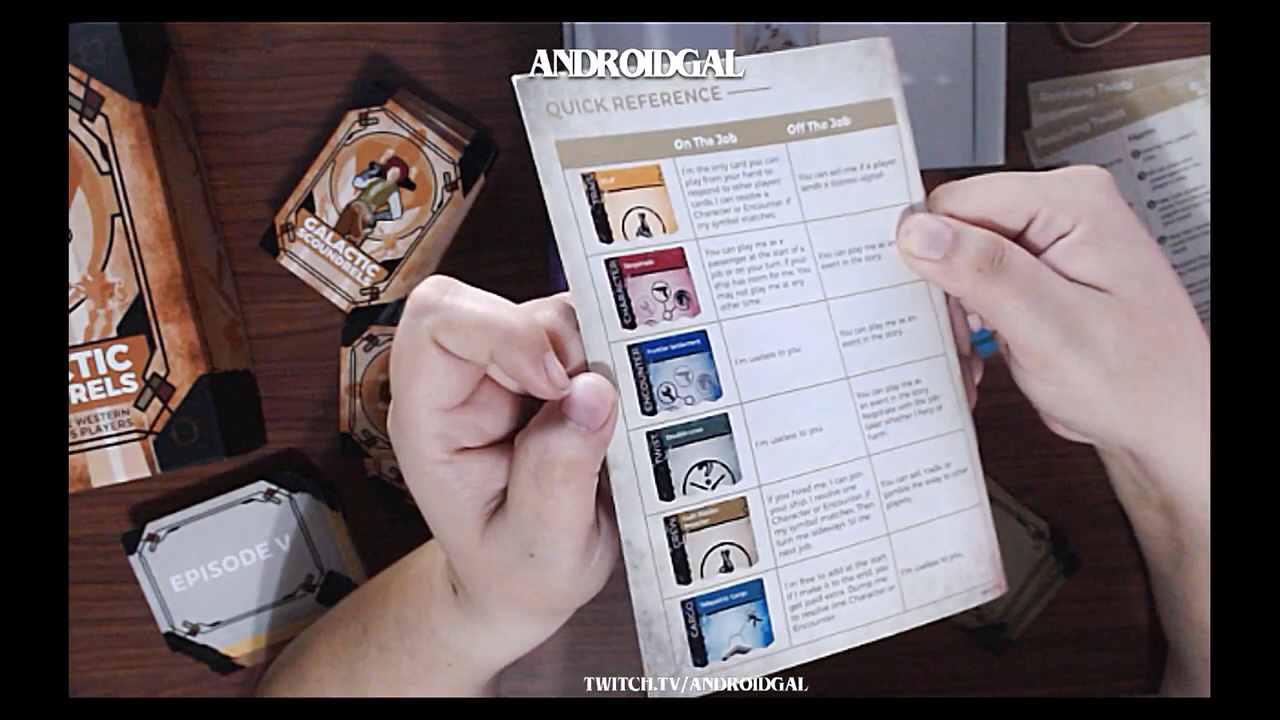 ANDROIDGAL
QUICK REFERENCE
On The Job
Off The Job
I'm the only card you can
play from your hand to
respond to other players'
cards. I can resolve a
Character or Encounter if
my symbol matches.
You can sell me if a player
sends a distress signal!
CHARACTER
You can play me as a
passenger at the start of a
job or on your turn, if your
ship has room for me. You
may not play me at any
other time.
You can play me as an
event in the story.
ENCOUNTER
Frontier Settlement
I'm useless to you.
You can play me as an
event in the story.
TWIST
I'm useless to you.
You can play me as
an event in the story.
Negotiate with the job
taker whether I help or
harm.
CREW
If you hired me, I can join
your ship. I resolve one
Character or Encounter, if
my symbol matches. Then
turn me sideways to the
next job.
You can sell, trade, or
gamble me away to other
players.
CARGO
I'm free to add at the start.
If I make it to the end, you
get paid extra. Dump me
to resolve one Character or
Encounter.
I'm useless to you.
GALACTIC
SCOUNDRELS
TIC
RELS
WESTERN
PLAYERS
EPISODE V
TWITCH.TV/ANDROIDGAL